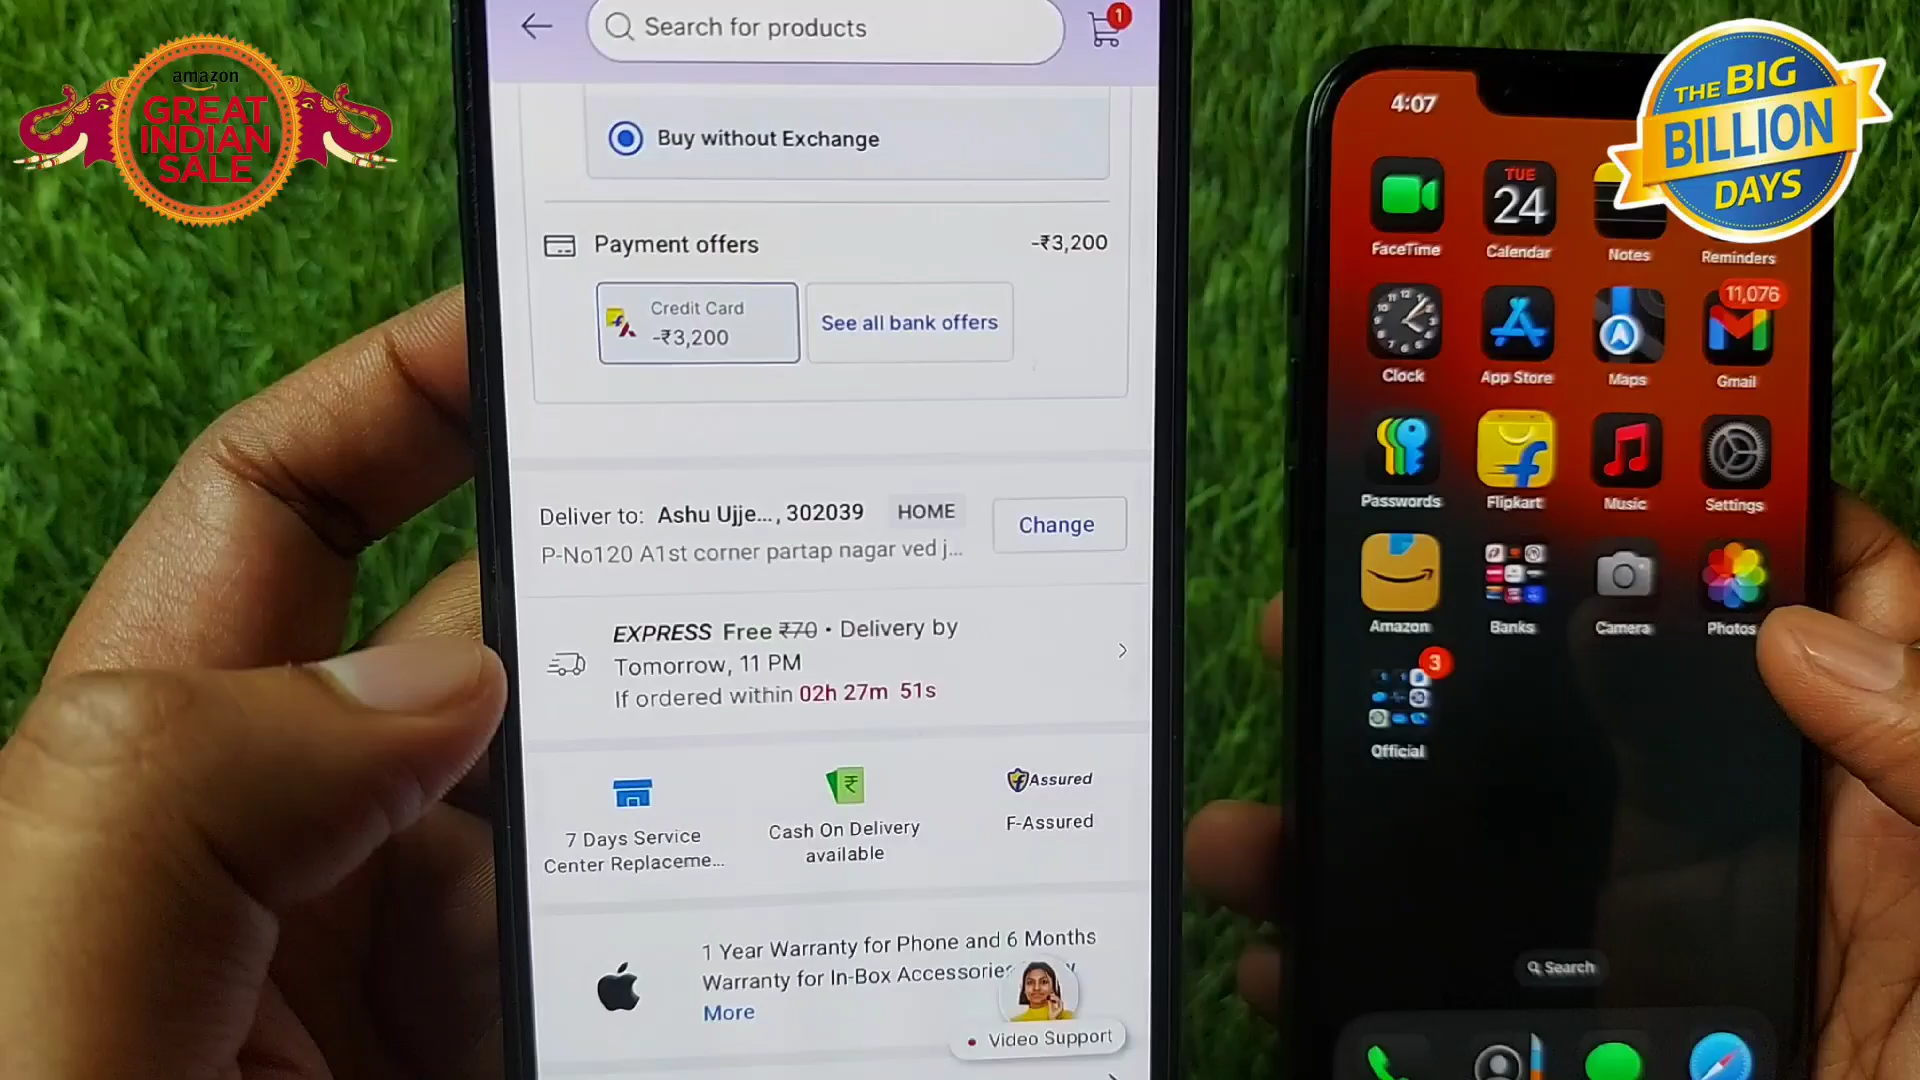 amazon
GREAT
INDIAN
SALE
THE BIG
BILLION
DAYS
Search for products
1
Buy without Exchange
Payment offers
-₹3,200
Credit Card
-₹3,200
See all bank offers
Deliver to: Ashu Ujje..., 302039 HOME
P-No120 A1st corner partap nagar ved j...
Change
EXPRESS Free ₹70 • Delivery by
Tomorrow, 11 PM
If ordered within 02h 27m 51s
7 Days Service
Center Replaceme...
Cash On Delivery
available
Assured
F-Assured
1 Year Warranty for Phone and 6 Months
Warranty for In-Box
More
Video Support
4:07
TUE
24
11,076
FaceTime
Calendar
Notes
Reminders
Clock
App Store
Maps
Gmail
Passwords
Flipkart
Music
Settings
Amazon
Banks
Camera
Photos
3
Official
Search